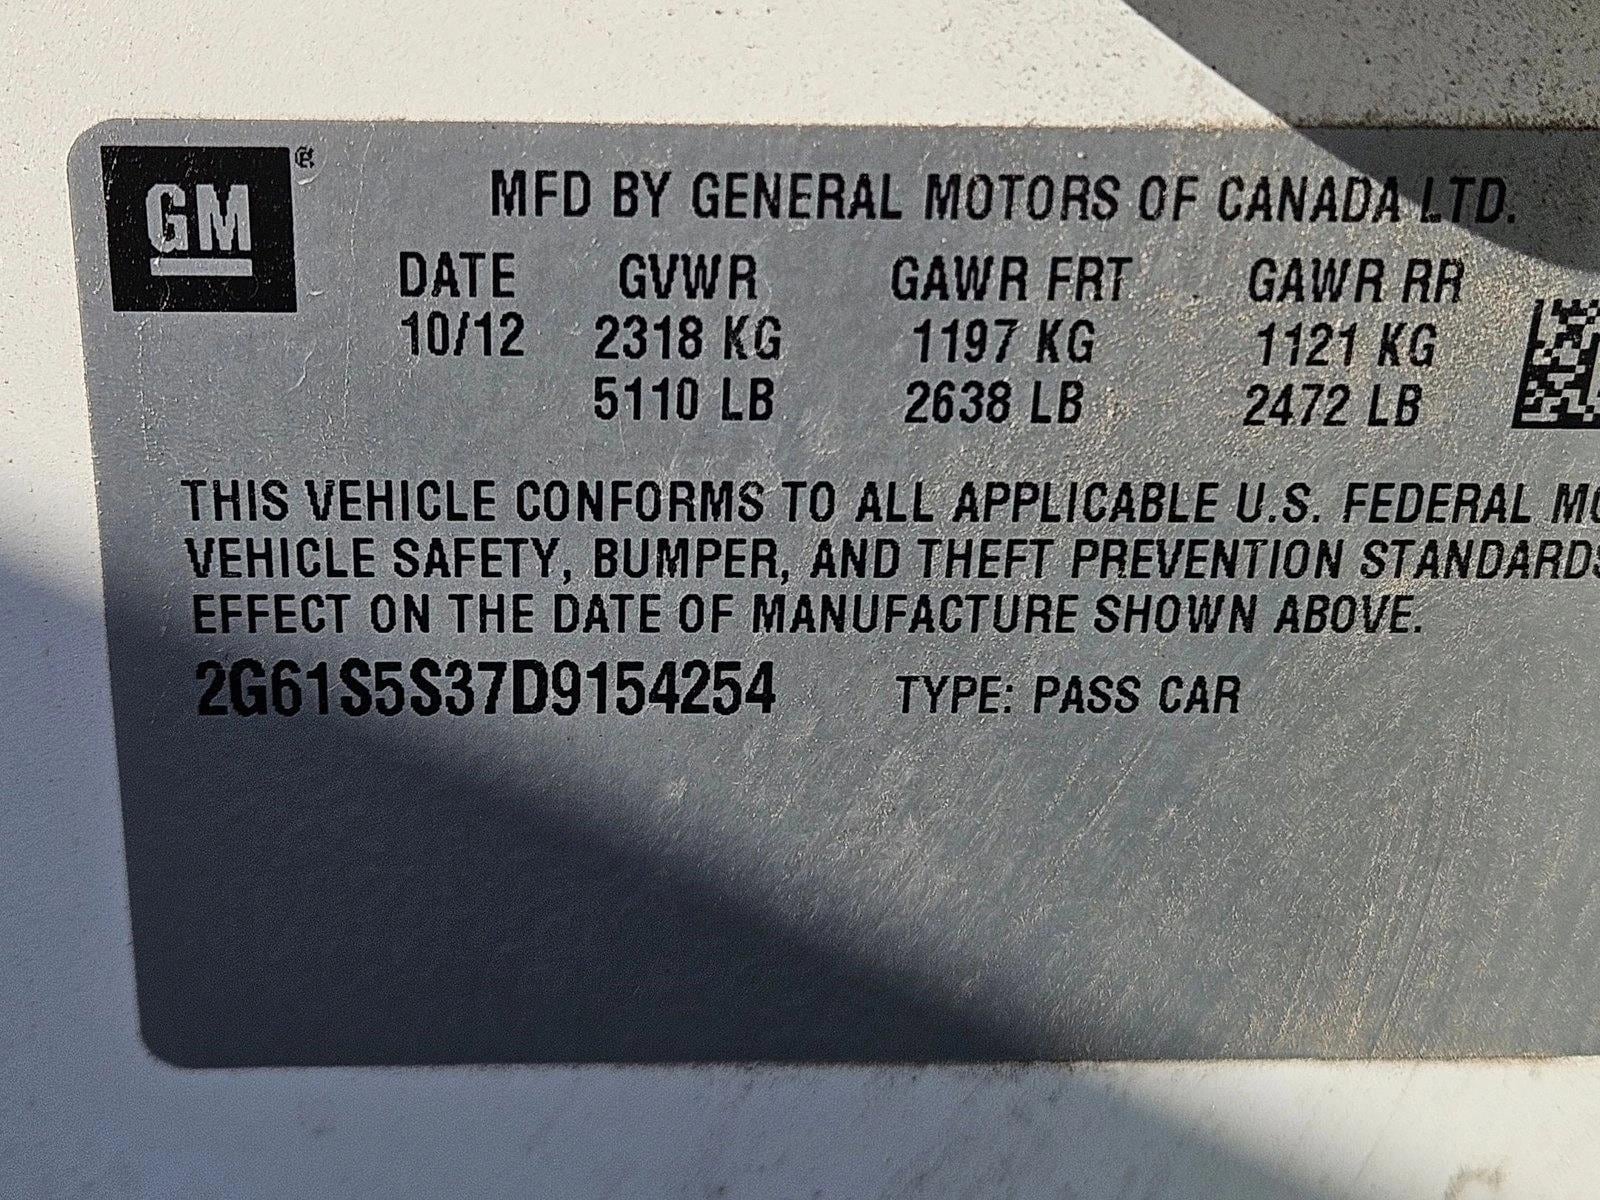 GM®
MFD BY GENERAL MOTORS OF CANADA LTD.
DATE GVWR GAWR FRT GAWR RR
10/12 2318 KG 1197 KG 1121 KG
5110 LB 2638 LB 2472 LB
THIS VEHICLE CONFORMS TO ALL APPLICABLE U.S. FEDERAL MO
VEHICLE SAFETY, BUMPER, AND THEFT PREVENTION STANDARDS
EFFECT ON THE DATE OF MANUFACTURE SHOWN ABOVE.
2G61S5S37D9154254 TYPE: PASS CAR